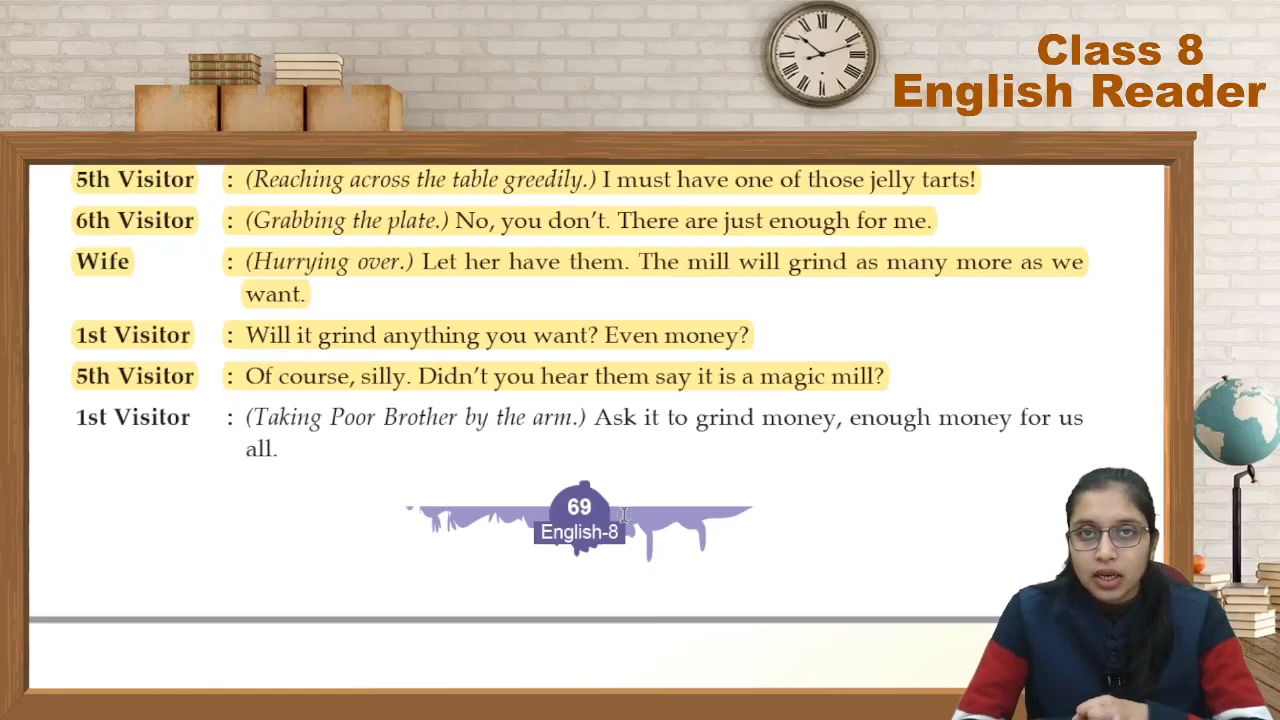 Class 8
English Reader
5th Visitor : (Reaching across the table greedily.) I must have one of those jelly tarts!
6th Visitor : (Grabbing the plate.) No, you don't. There are just enough for me.
Wife : (Hurrying over.) Let her have them. The mill will grind as many more as we
want.
1st Visitor : Will it grind anything you want? Even money?
5th Visitor : Of course, silly. Didn't you hear them say it is a magic mill?
1st Visitor : (Taking Poor Brother by the arm.) Ask it to grind money, enough money for us
all.
69
English-8